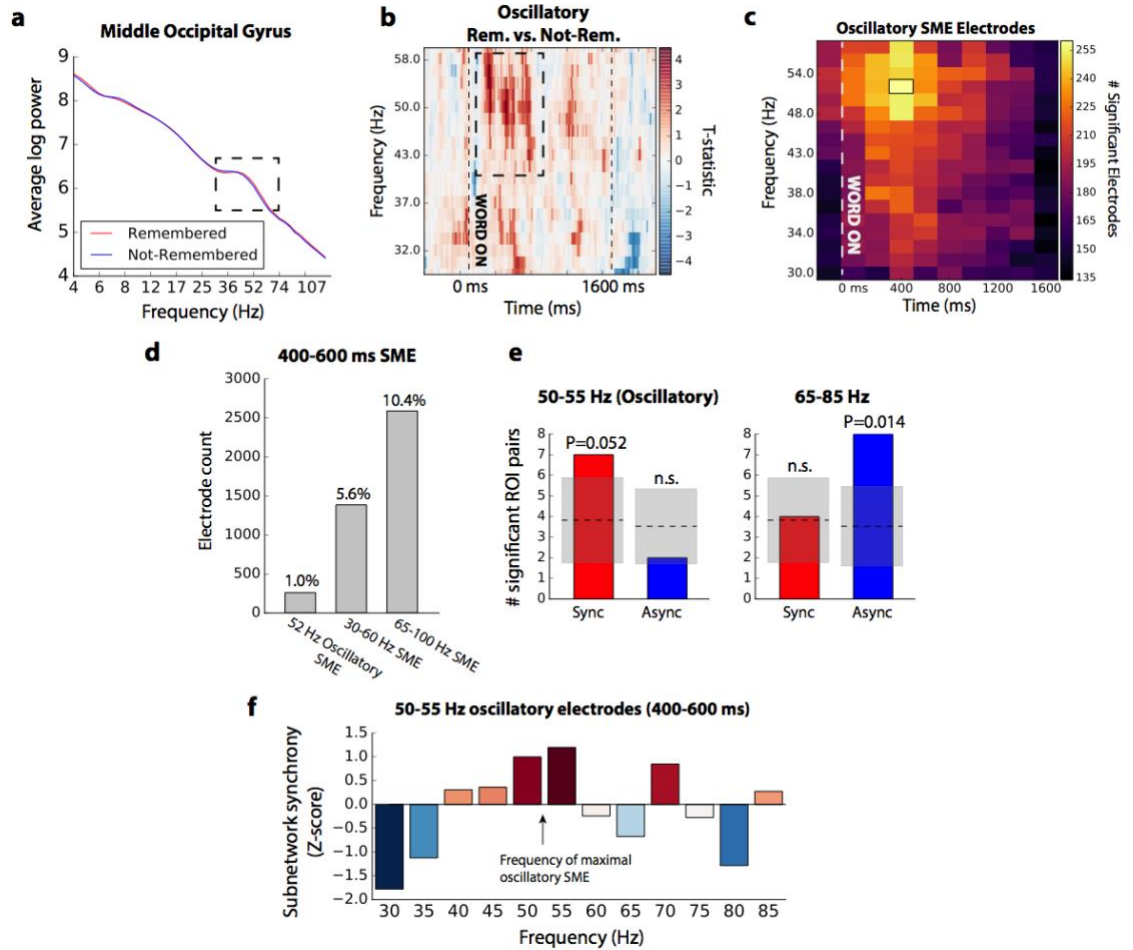 a
Middle Occipital Gyrus
Average log power
9
8
7
6
5
4
Remembered
Not-Remembered
4 6 8 12 17 25 36 52 74 107
Frequency (Hz)
b
Oscillatory
Rem. vs. Not-Rem.
Frequency (Hz)
58.0
50.0
43.0
37.0
32.0
WORD ON
0 ms 1600 ms
Time (ms)
4
3
2
1
0
−1
−2
−3
−4
T-statistic
c
Oscillatory SME Electrodes
Frequency (Hz)
54.0
48.0
43.0
38.0
34.0
30.0
WORD ON
0 ms 400 800 1200 1600
Time (ms)
255
240
225
210
195
180
165
150
135
# Significant Electrodes
d
400-600 ms SME
Electrode count
3000
2500
2000
1500
1000
500
0
1.0%
5.6%
10.4%
52 Hz Oscillatory
SME
30-60 Hz SME
65-100 Hz SME
e
50-55 Hz (Oscillatory)
# significant ROI pairs
8
7
6
5
4
3
2
1
0
P=0.052
n.s.
Sync Async
65-85 Hz
8
7
6
5
4
3
2
1
0
n.s.
P=0.014
Sync Async
f
50-55 Hz oscillatory electrodes (400-600 ms)
Subnetwork synchrony
(Z-score)
1.5
1.0
0.5
0.0
−0.5
−1.0
−1.5
−2.0
Frequency of maximal
oscillatory SME
30 35 40 45 50 55 60 65 70 75 80 85
Frequency (Hz)